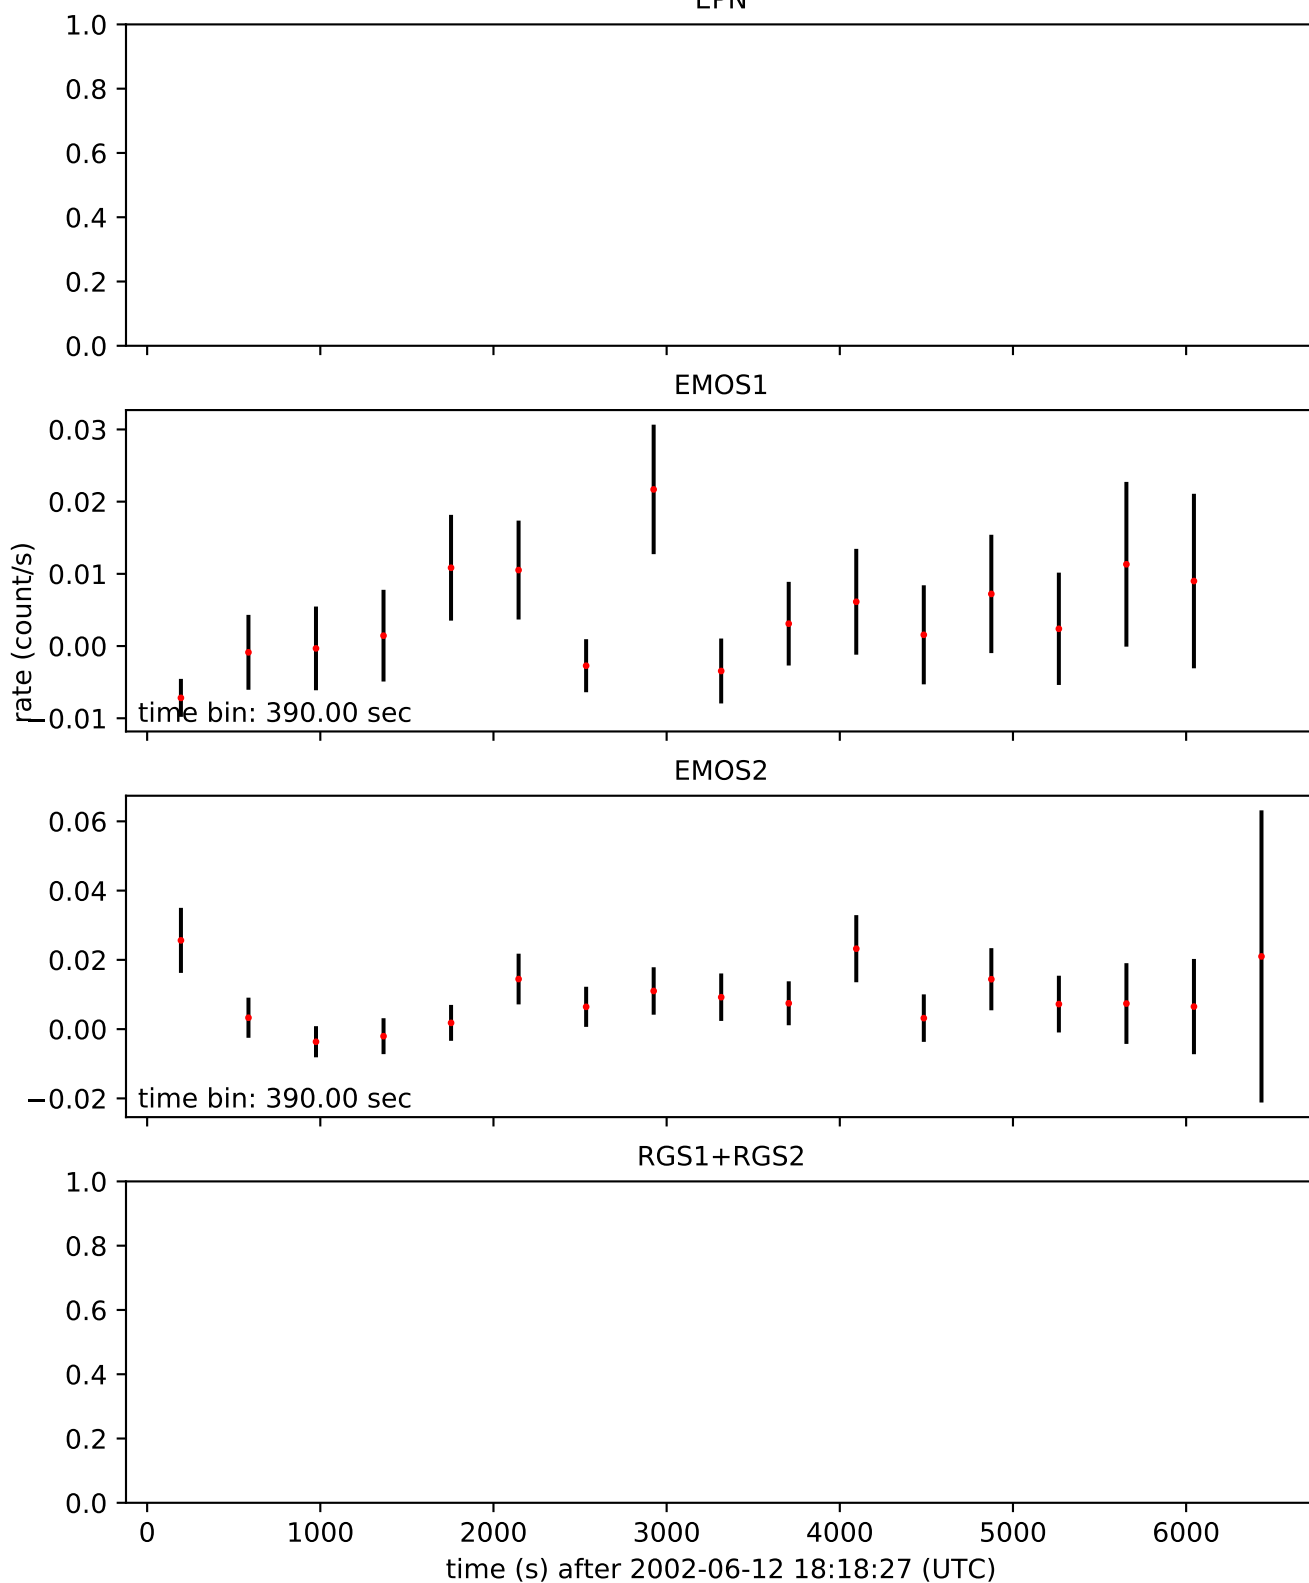 EPN
1.0
0.8
0.6
0.4
0.2
0.0
EMOS1
0.03
0.02
0.01
0.00
−0.01
rate (count/s)
time bin: 390.00 sec
EMOS2
0.06
0.04
0.02
0.00
−0.02
time bin: 390.00 sec
RGS1+RGS2
1.0
0.8
0.6
0.4
0.2
0.0
0 1000 2000 3000 4000 5000 6000
time (s) after 2002-06-12 18:18:27 (UTC)